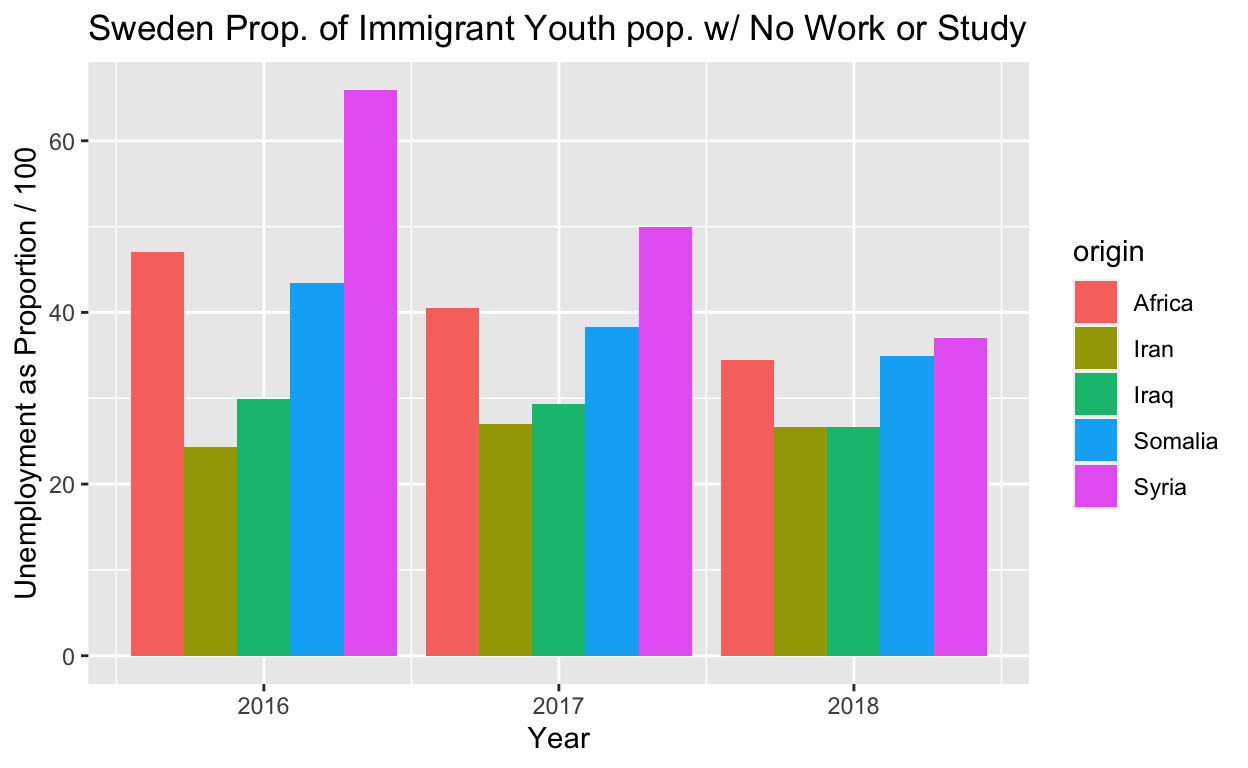 Sweden Prop. of Immigrant Youth pop. w/ No Work or Study
Unemployment as Proportion / 100
60
40
20
0
2016
2017
2018
Year
origin
Africa
Iran
Iraq
Somalia
Syria